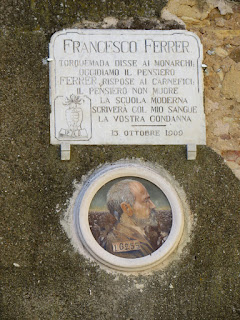 FRANCESCO FERRER
TORQUEMADA DISSE AI MONARCHI
UCCIDIAMO IL PENSIERO
FERRER RISPOSE AI CARNEFICI
IL PENSIERO NON MUORE
LA SCUOLA MODERNA
SCRIVERÀ COL MIO SANGUE
LA VOSTRA CONDANNA
13 OTTOBRE 1909